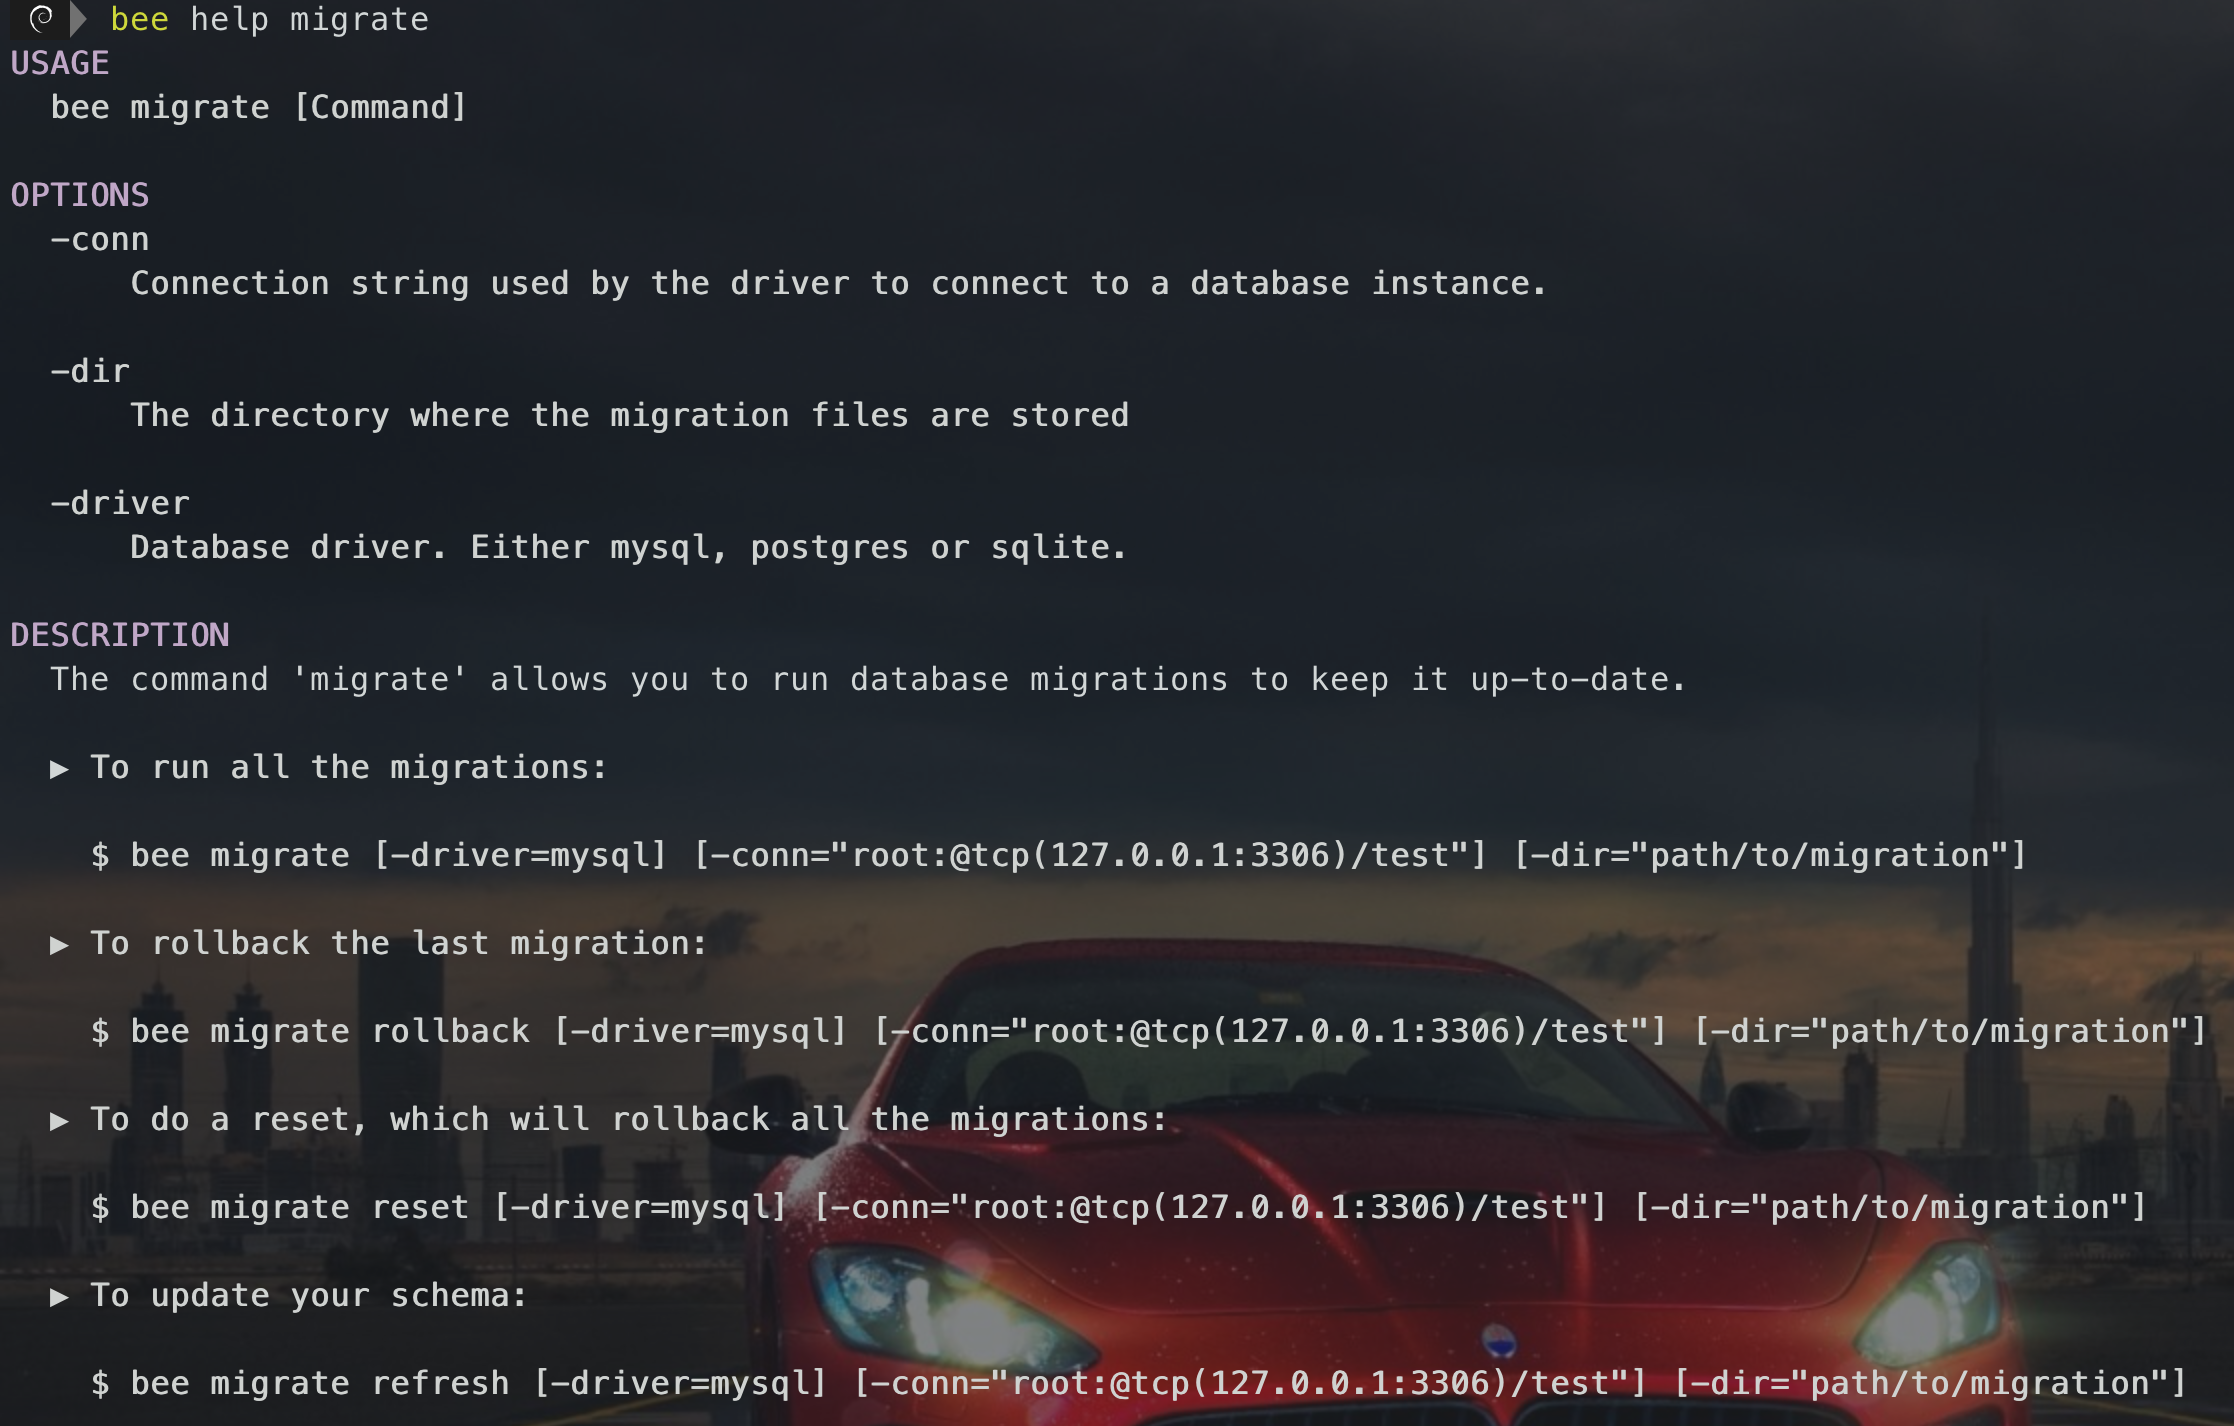 bee help migrate
USAGE
bee migrate [Command]
OPTIONS
-conn
Connection string used by the driver to connect to a database instance.
-dir
The directory where the migration files are stored
-driver
Database driver. Either mysql, postgres or sqlite.
DESCRIPTION
The command 'migrate' allows you to run database migrations to keep it up-to-date.
▶ To run all the migrations:
$ bee migrate [-driver=mysql] [-conn="root:@tcp(127.0.0.1:3306)/test"] [-dir="path/to/migration"]
▶ To rollback the last migration:
$ bee migrate rollback [-driver=mysql] [-conn="root:@tcp(127.0.0.1:3306)/test"] [-dir="path/to/migration"]
▶ To do a reset, which will rollback all the migrations:
$ bee migrate reset [-driver=mysql] [-conn="root:@tcp(127.0.0.1:3306)/test"] [-dir="path/to/migration"]
▶ To update your schema:
$ bee migrate refresh [-driver=mysql] [-conn="root:@tcp(127.0.0.1:3306)/test"] [-dir="path/to/migration"]